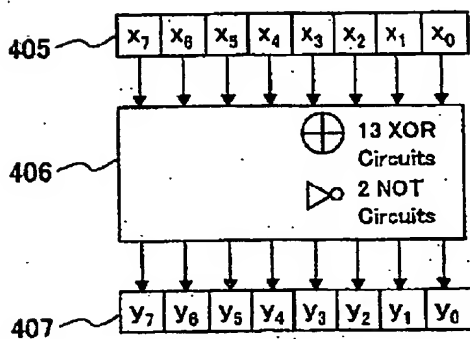 405 x₇ x₆ x₅ x₄ x₃ x₂ x₁ x₀
13 XOR
Circuits
406
2 NOT
Circuits
407 y₇ y₆ y₅ y₄ y₃ y₂ y₁ y₀